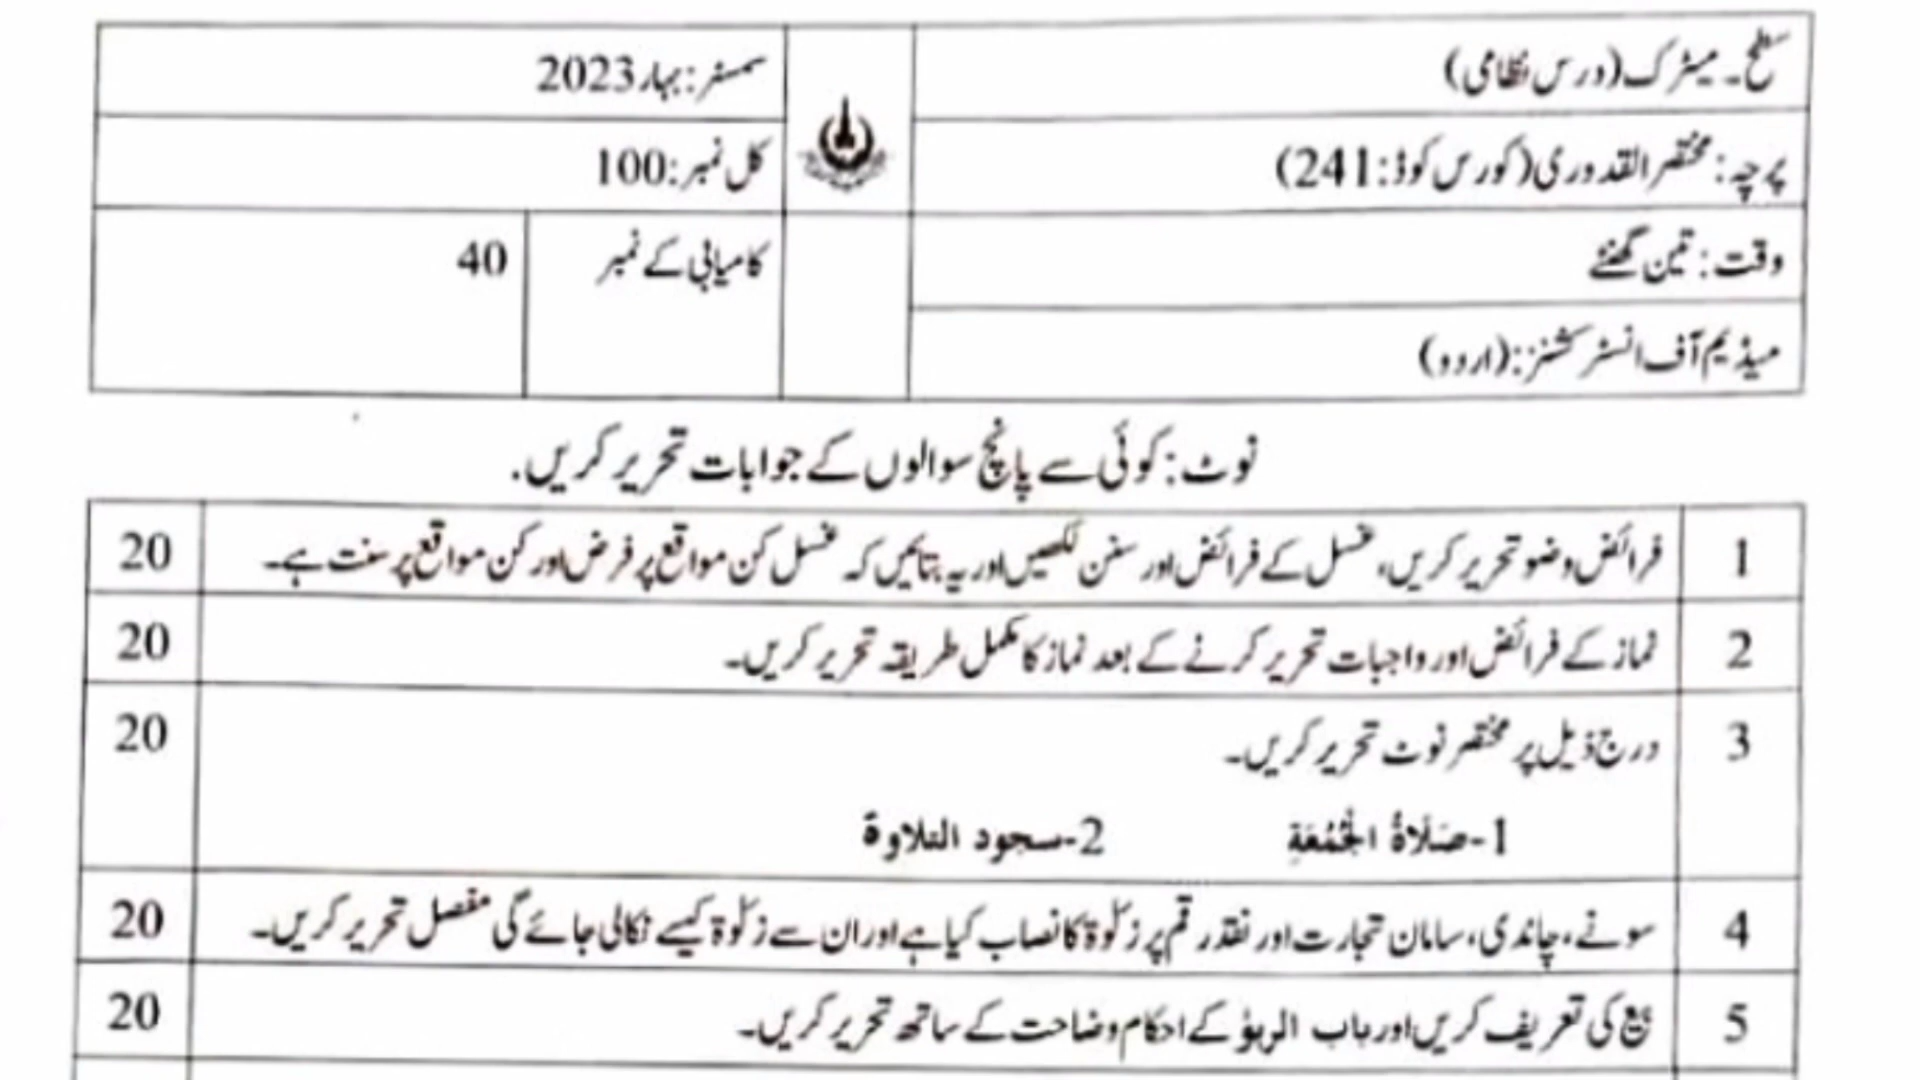 سطح۔ میٹرک (درس نظامی)
سمسٹر: بہار 2023
پرچہ: مختصر القدوری (کورس کوڈ: 241)
کل نمبر: 100
وقت: تین گھنٹے
کامیابی کے نمبر
40
میڈیم آف انسٹرکشنز: (اردو)
نوٹ: کوئی سے پانچ سوالوں کے جوابات تحریر کریں.
1 فرائض وضو تحریر کریں، غسل کے فرائض اور سنن لکھیں اور یہ بتائیں کہ غسل کن مواقع پر فرض اور کن مواقع پر سنت ہے۔ 20
2 نماز کے فرائض اور واجبات تحریر کرنے کے بعد نماز کا مکمل طریقہ تحریر کریں۔ 20
3 درج ذیل پر مختصر نوٹ تحریر کریں۔ 20
1-صَلَاۃُ الْجُمُعَةِ 2-سجود التلاوة
4 سونے، چاندی، سامان تجارت اور نقد رقم پر زکوٰۃ کا نصاب کیا ہے اور ان سے زکوٰۃ کیسے نکالی جائے گی مفصل تحریر کریں۔ 20
5 بیع کی تعریف کریں اور باب الربوٰ کے احکام وضاحت کے ساتھ تحریر کریں۔ 20